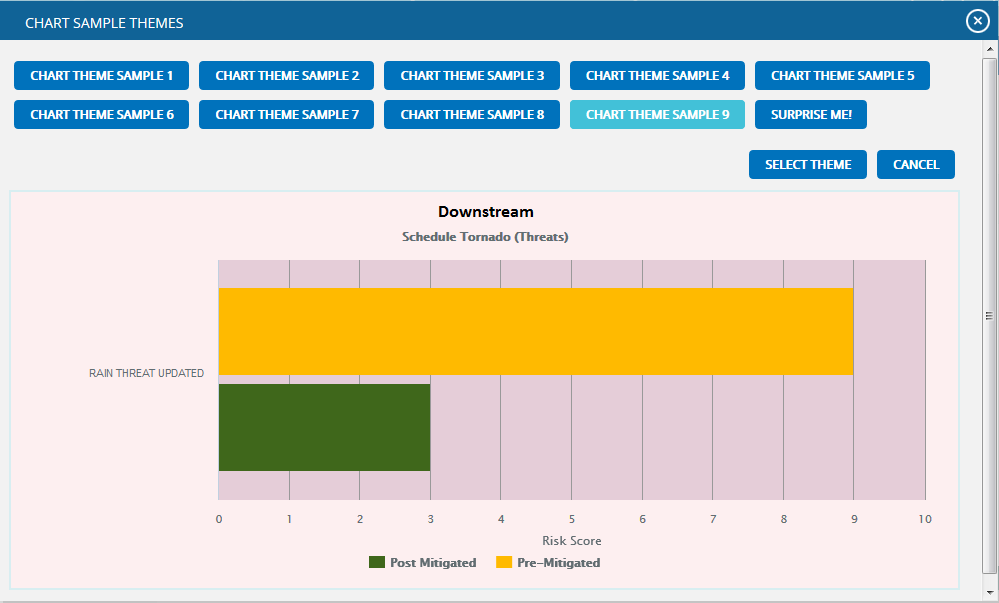 CHART SAMPLE THEMES
CHART THEME SAMPLE 1 CHART THEME SAMPLE 2 CHART THEME SAMPLE 3 CHART THEME SAMPLE 4 CHART THEME SAMPLE 5
CHART THEME SAMPLE 6 CHART THEME SAMPLE 7 CHART THEME SAMPLE 8 CHART THEME SAMPLE 9 SURPRISE ME!
SELECT THEME CANCEL
Downstream
Schedule Tornado (Threats)
RAIN THREAT UPDATED
0 1 2 3 4 5 6 7 8 9 10
Risk Score
Post Mitigated Pre-Mitigated